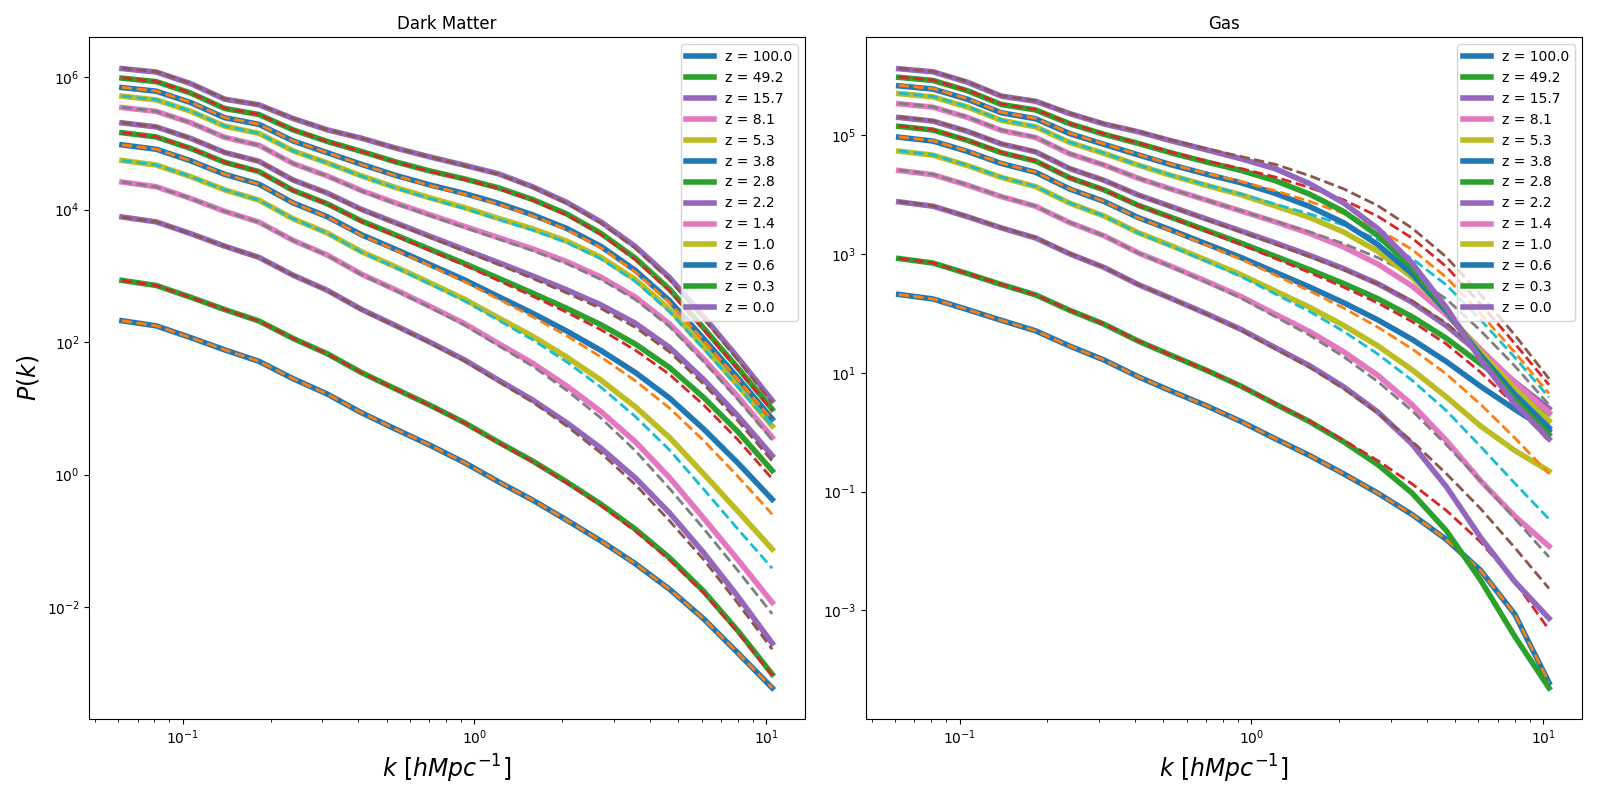 Dark Matter
P(k)
10^6
10^4
10^2
10^0
10^{-2}
10^{-1}
10^0
10^1
k [hMpc^{-1}]
z = 100.0
z = 49.2
z = 15.7
z = 8.1
z = 5.3
z = 3.8
z = 2.8
z = 2.2
z = 1.4
z = 1.0
z = 0.6
z = 0.3
z = 0.0
Gas
10^5
10^3
10^1
10^{-1}
10^{-3}
10^{-1}
10^0
10^1
k [hMpc^{-1}]
z = 100.0
z = 49.2
z = 15.7
z = 8.1
z = 5.3
z = 3.8
z = 2.8
z = 2.2
z = 1.4
z = 1.0
z = 0.6
z = 0.3
z = 0.0